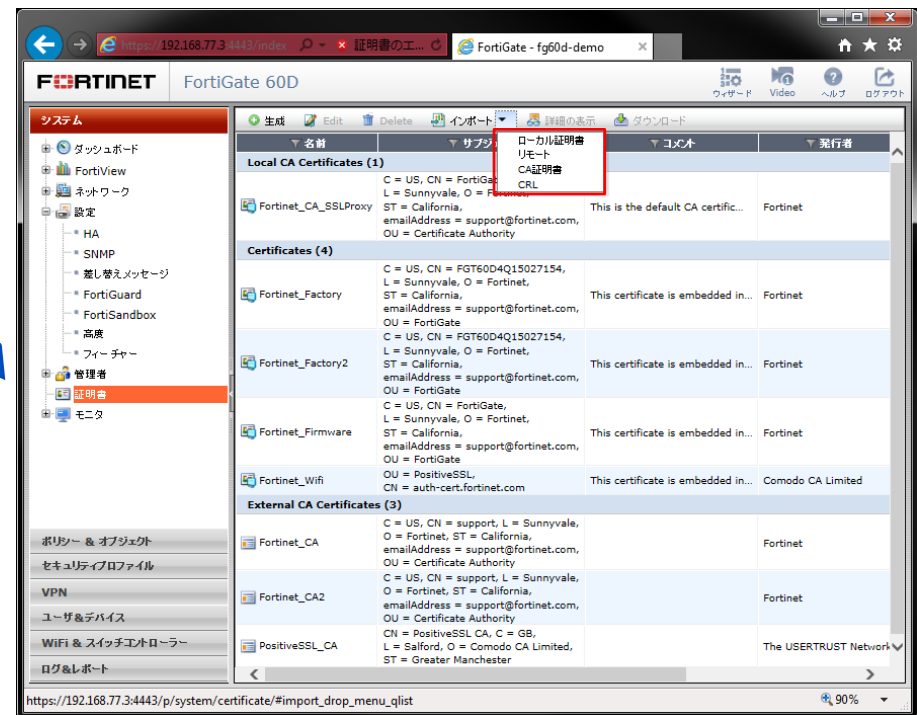 https://192.168.77.3:4443/index
証明書のエ...
FortiGate - fg60d-demo
FORTINET
FortiGate 60D
ウィザード
Video
ヘルプ
ログアウト
システム
ダッシュボード
FortiView
ネットワーク
設定
HA
SNMP
差し替えメッセージ
FortiGuard
FortiSandbox
高度
フィーチャー
管理者
証明書
モニタ
ポリシー & オブジェクト
セキュリティプロファイル
VPN
ユーザ&デバイス
WiFi & スイッチコントローラー
ログ&レポート
生成 Edit Delete インポート 詳細の表示 ダウンロード
名前 サブジ コメント 発行者
ローカル証明書
リモート
CA証明書
CRL
Local CA Certificates (1)
Fortinet_CA_SSLProxy
C = US, CN = FortiGa
L = Sunnyvale, O = Fortinet,
ST = California,
emailAddress = support@fortinet.com,
OU = Certificate Authority
This is the default CA certific...
Fortinet
Certificates (4)
Fortinet_Factory
C = US, CN = FGT60D4Q15027154,
L = Sunnyvale, O = Fortinet,
ST = California,
emailAddress = support@fortinet.com,
OU = FortiGate
This certificate is embedded in...
Fortinet
Fortinet_Factory2
C = US, CN = FGT60D4Q15027154,
L = Sunnyvale, O = Fortinet,
ST = California,
emailAddress = support@fortinet.com,
OU = FortiGate
This certificate is embedded in...
Fortinet
Fortinet_Firmware
C = US, CN = FortiGate,
L = Sunnyvale, O = Fortinet,
ST = California,
emailAddress = support@fortinet.com,
OU = FortiGate
This certificate is embedded in...
Fortinet
Fortinet_Wifi
OU = PositiveSSL,
CN = auth-cert.fortinet.com
This certificate is embedded in...
Comodo CA Limited
External CA Certificates (3)
Fortinet_CA
C = US, CN = support, L = Sunnyvale,
O = Fortinet, ST = California,
emailAddress = support@fortinet.com,
OU = Certificate Authority
Fortinet
Fortinet_CA2
C = US, CN = support, L = Sunnyvale,
O = Fortinet, ST = California,
emailAddress = support@fortinet.com,
OU = Certificate Authority
Fortinet
PositiveSSL_CA
CN = PositiveSSL CA, C = GB,
L = Salford, O = Comodo CA Limited,
ST = Greater Manchester
The USERTRUST Network
https://192.168.77.3:4443/p/system/certificate/#import_drop_menu_qlist
90%